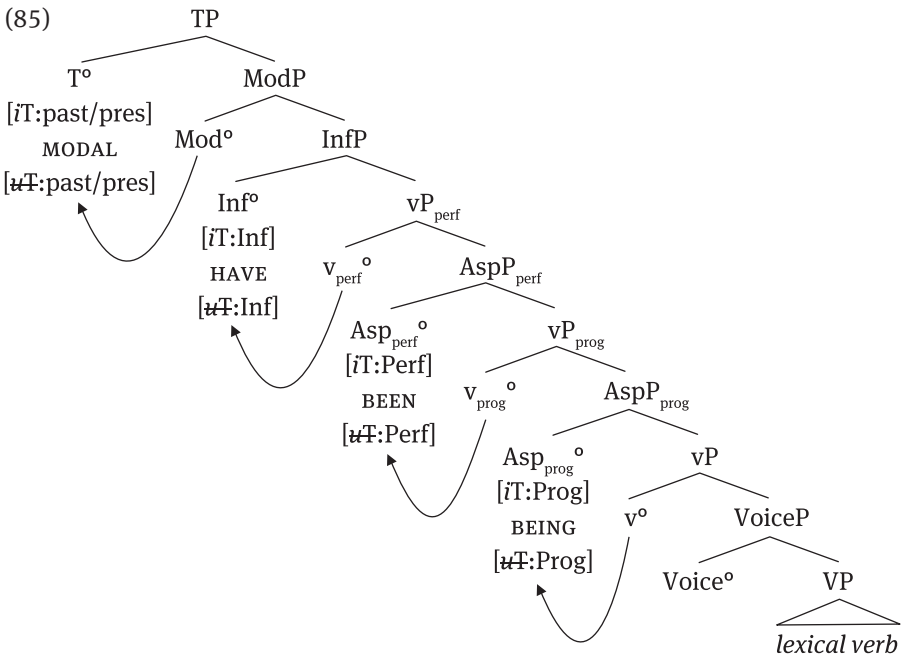 (85)
TP
T° ModP
[iT:past/pres]
MODAL Mod° InfP
[uT:past/pres]
Inf° vPperf
[iT:Inf]
HAVE vperf° AspPperf
[uT:Inf]
Aspperf° vPprog
[iT:Perf]
BEEN vprog° AspPprog
[uT:Perf]
Aspprog° vP
[iT:Prog]
BEING v° VoiceP
[uT:Prog]
Voice° VP
lexical verb